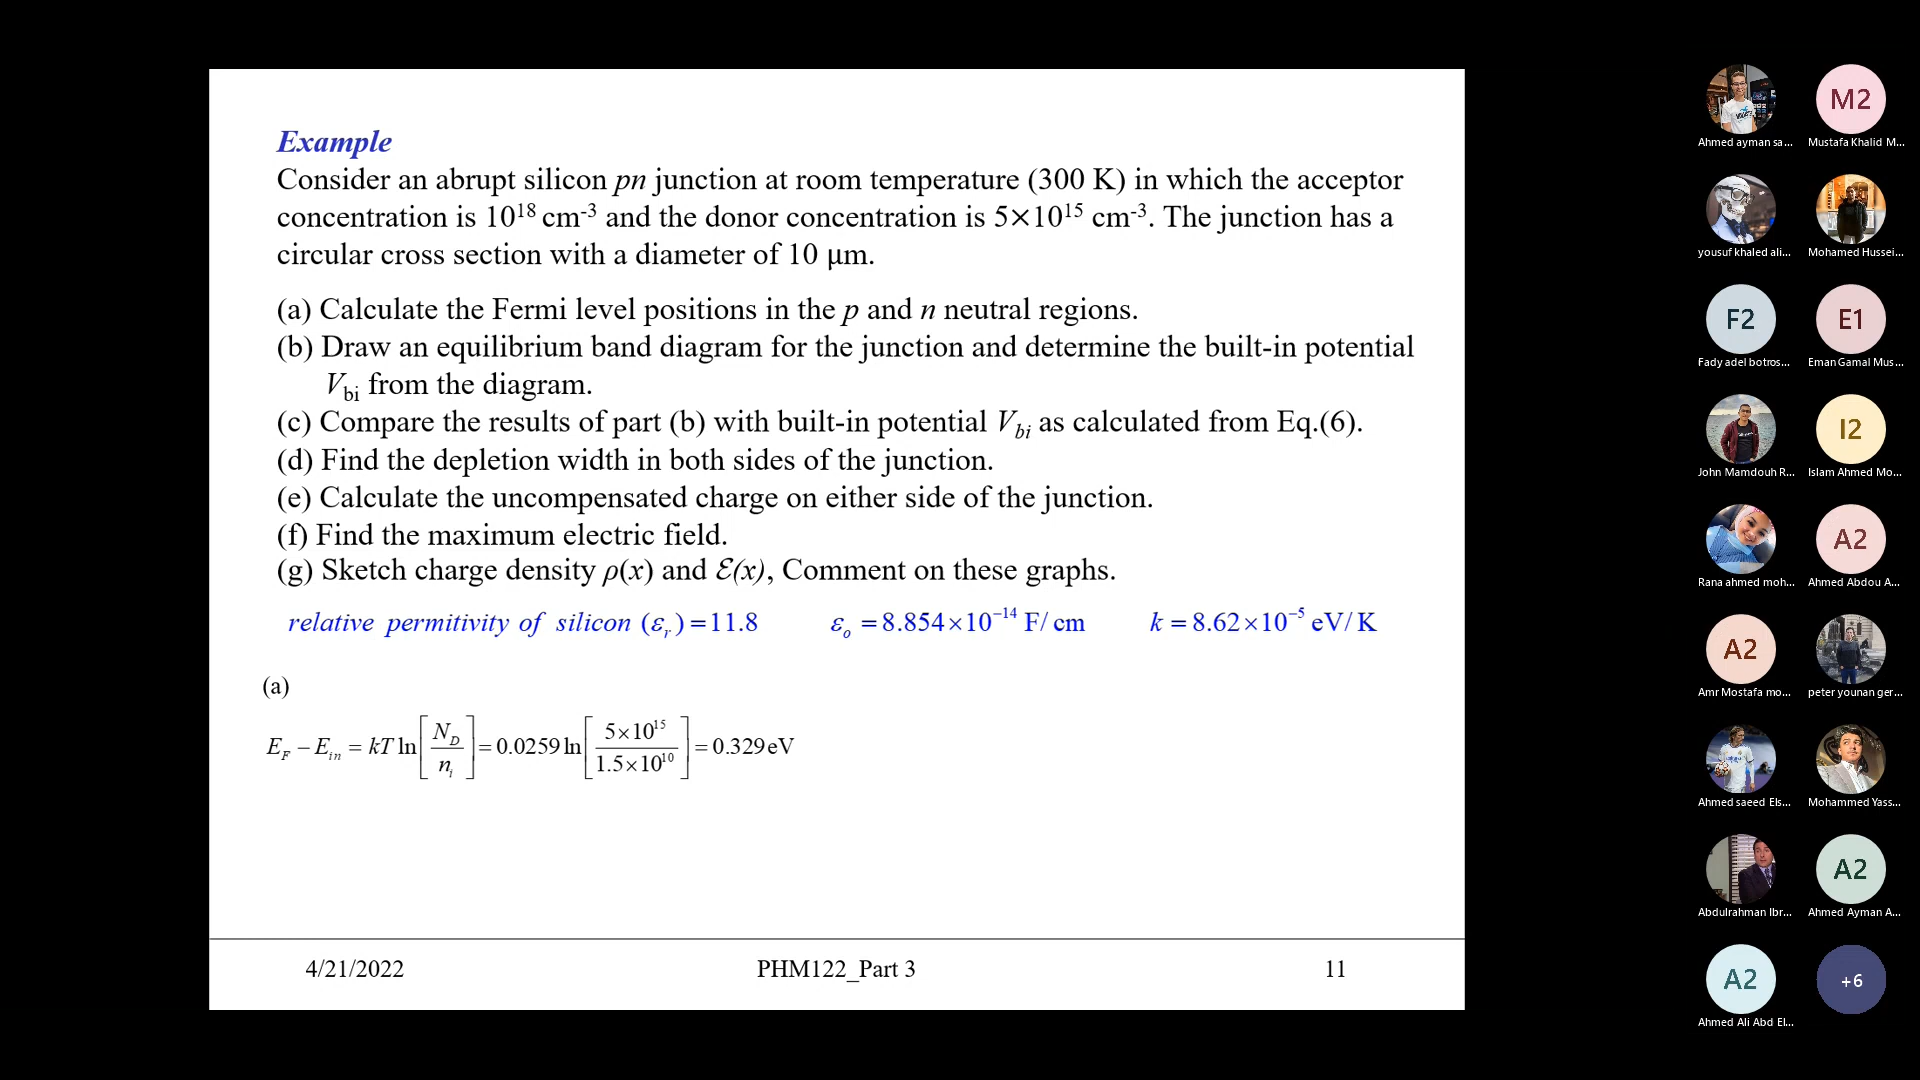 Example
Consider an abrupt silicon pn junction at room temperature (300 K) in which the acceptor
concentration is 10¹⁸ cm⁻³ and the donor concentration is 5×10¹⁵ cm⁻³. The junction has a
circular cross section with a diameter of 10 μm.
(a) Calculate the Fermi level positions in the p and n neutral regions.
(b) Draw an equilibrium band diagram for the junction and determine the built-in potential
V_bi from the diagram.
(c) Compare the results of part (b) with built-in potential V_bi as calculated from Eq.(6).
(d) Find the depletion width in both sides of the junction.
(e) Calculate the uncompensated charge on either side of the junction.
(f) Find the maximum electric field.
(g) Sketch charge density ρ(x) and ℰ(x), Comment on these graphs.
relative permitivity of silicon (ε_r) = 11.8 ε_o = 8.854×10⁻¹⁴ F/cm k = 8.62×10⁻⁵ eV/K
(a)
E_F − E_in = kT ln[N_D / n_i] = 0.0259 ln[5×10¹⁵ / 1.5×10¹⁰] = 0.329 eV
4/21/2022 PHM122_Part 3 11
Ahmed ayman sa...
M2
Mustafa Khalid M...
yousuf khaled ali...
Mohamed Hussei...
F2
Fady adel botros...
E1
Eman Gamal Mus...
John Mamdouh R...
I2
Islam Ahmed Mo...
Rana ahmed moh...
A2
Ahmed Abdou A...
A2
Amr Mostafa mo...
peter younan ger...
Ahmed saeed Els...
Mohammed Yass...
Abdulrahman Ibr...
A2
Ahmed Ayman A...
A2
Ahmed Ali Abd El...
+6